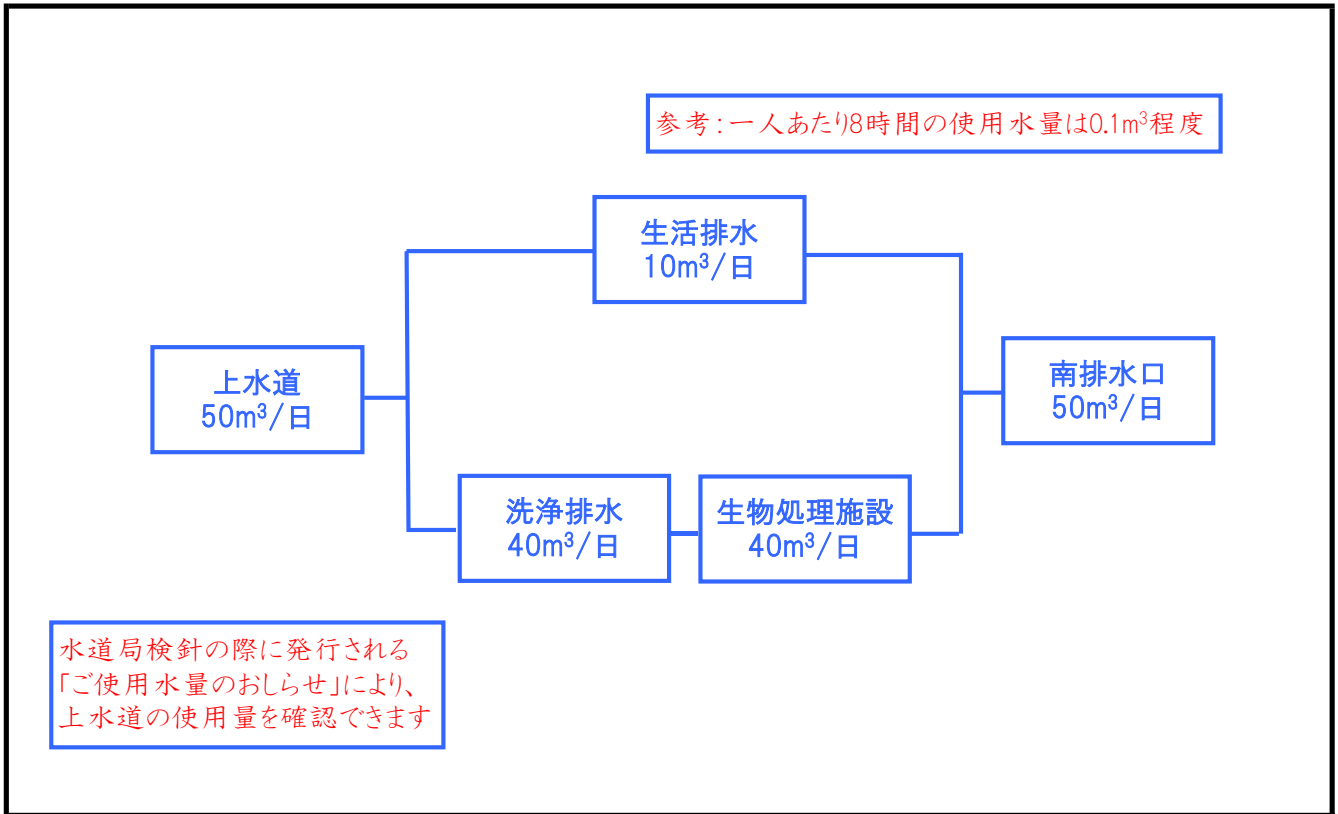 参考：一人あたり8時間の使用水量は0.1m³程度
生活排水
10m³/日
上水道
50m³/日
南排水口
50m³/日
洗浄排水
40m³/日
生物処理施設
40m³/日
水道局検針の際に発行される
「ご使用水量のおしらせ」により、
上水道の使用量を確認できます